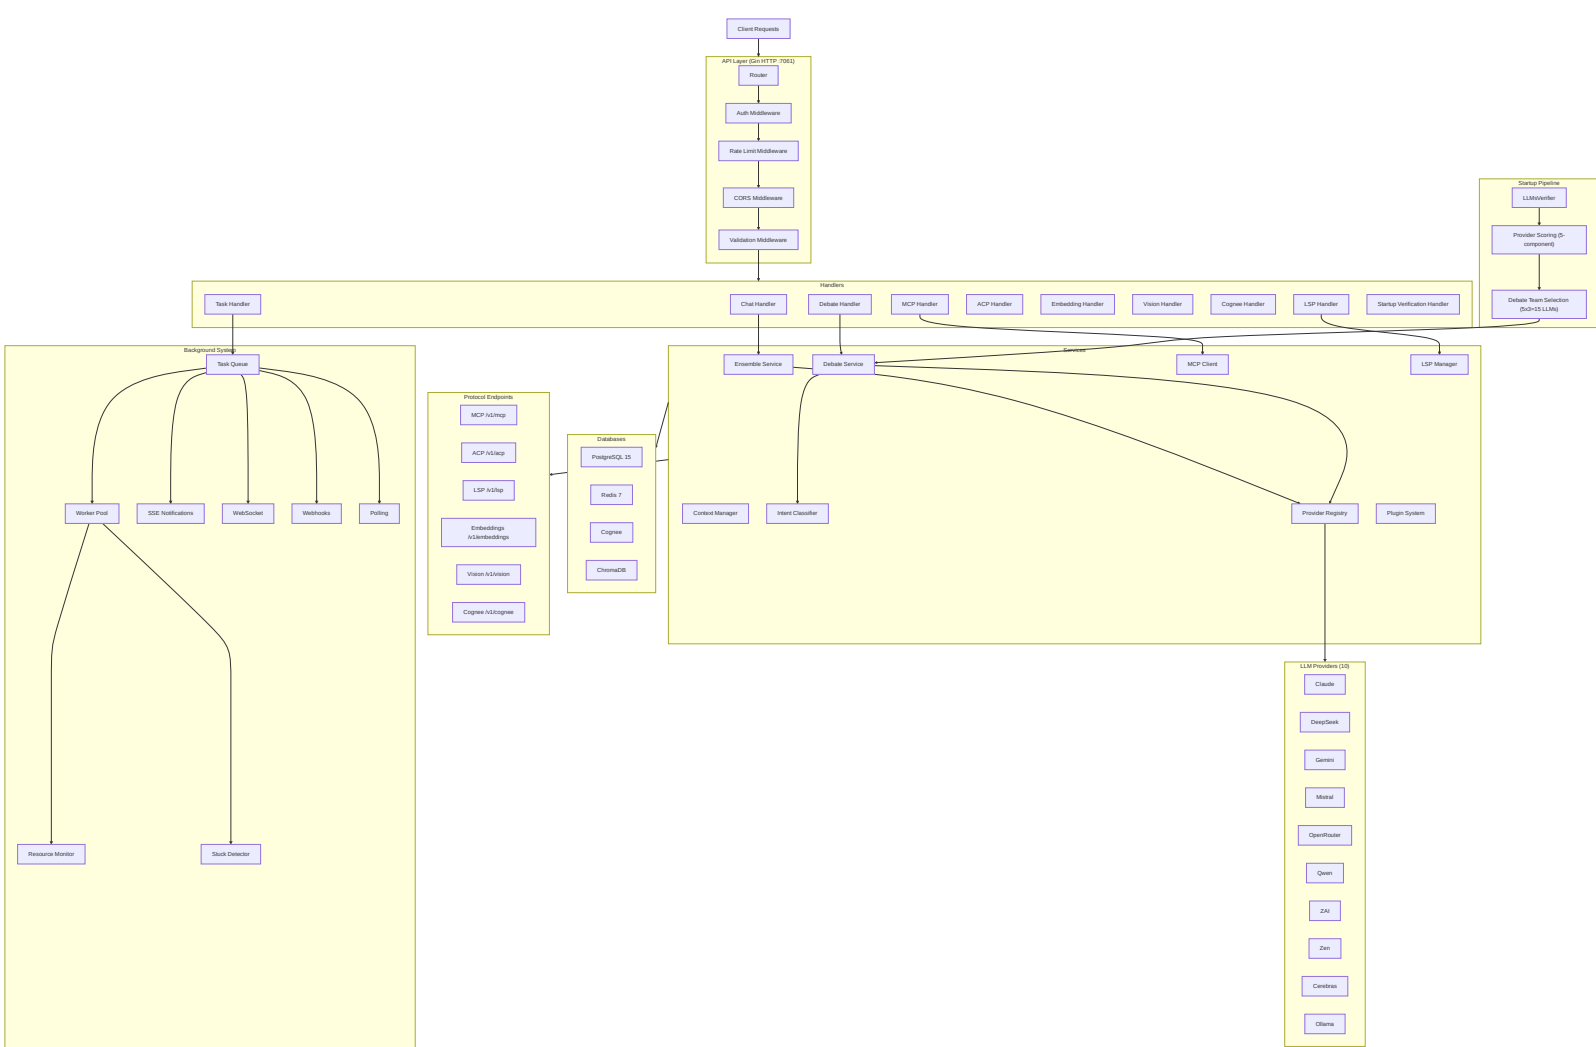 Client Requests
API Layer (Gin HTTP :7061)
Router
Auth Middleware
Rate Limit Middleware
CORS Middleware
Validation Middleware
Startup Pipeline
LLMsVerifier
Provider Scoring (5-
component)
Debate Team Selection
(5x3=15 LLMs)
Handlers
Task Handler
Chat Handler
Debate Handler
MCP Handler
ACP Handler
Embedding Handler
Vision Handler
Cognee Handler
LSP Handler
Startup Verification Handler
Background System
Task Queue
Worker Pool
SSE Notifications
WebSocket
Webhooks
Polling
Resource Monitor
Stuck Detector
Protocol Endpoints
MCP /v1/mcp
ACP /v1/acp
LSP /v1/lsp
Embeddings
/v1/embeddings
Vision /v1/vision
Cognee /v1/cognee
Databases
PostgreSQL 15
Redis 7
Cognee
ChromaDB
Services
Ensemble Service
Debate Service
MCP Client
LSP Manager
Context Manager
Intent Classifier
Provider Registry
Plugin System
LLM Providers (10)
Claude
DeepSeek
Gemini
Mistral
OpenRouter
Qwen
ZAI
Zen
Cerebras
Ollama